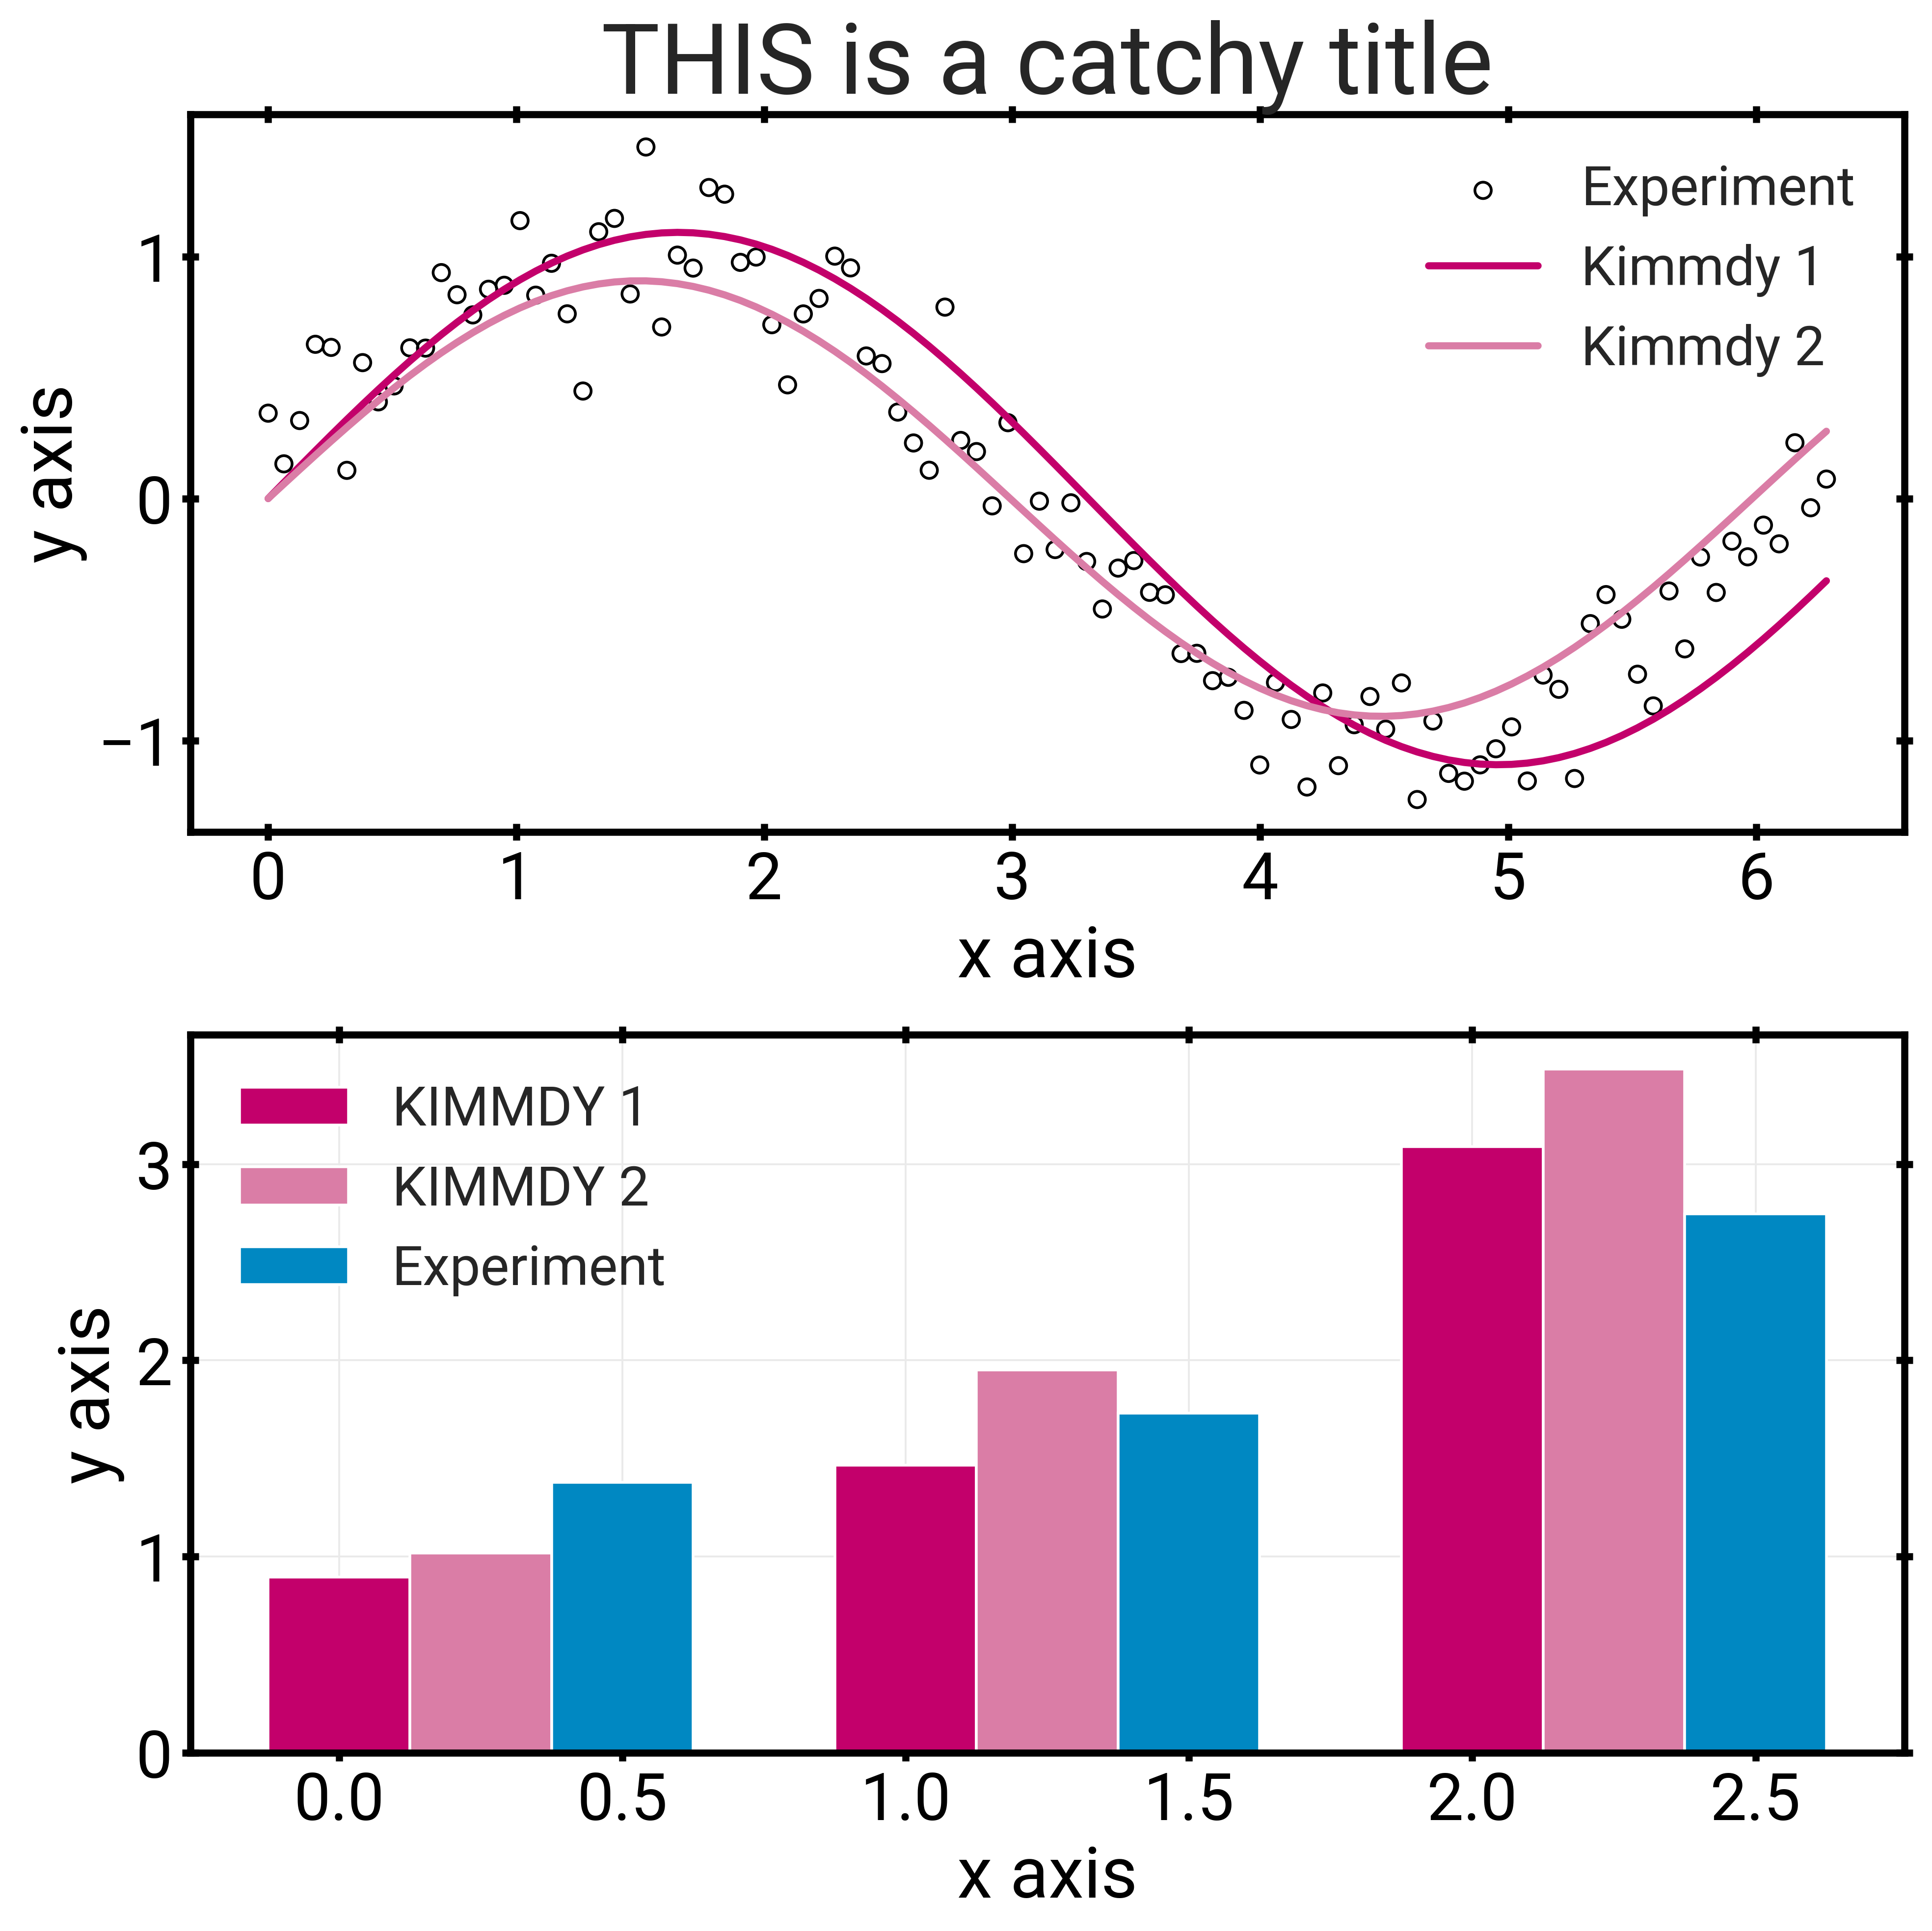 THIS is a catchy title
Experiment
Kimmdy 1
Kimmdy 2
y axis
1
0
−1
0 1 2 3 4 5 6
x axis
KIMMDY 1
KIMMDY 2
Experiment
y axis
3
2
1
0
0.0 0.5 1.0 1.5 2.0 2.5
x axis